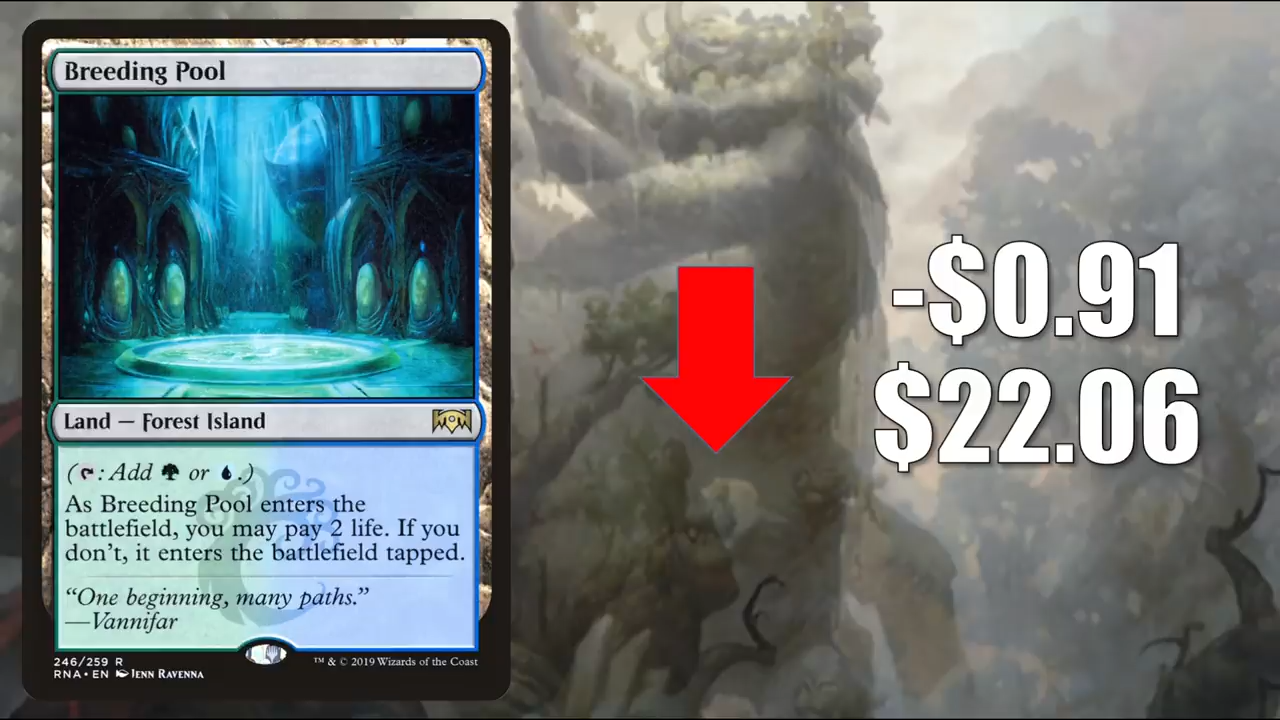 Breeding Pool
Land — Forest Island
( : Add or .)
As Breeding Pool enters the
battlefield, you may pay 2 life. If you
don't, it enters the battlefield tapped.
“One beginning, many paths.”
—Vannifar
246/259 R
RNA • EN Jenn Ravenna
™ & © 2019 Wizards of the Coast
-$0.91
$22.06